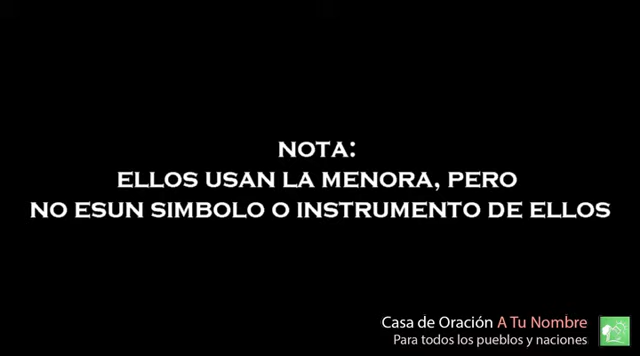 NOTA:
ELLOS USAN LA MENORA, PERO
NO ESUN SIMBOLO O INSTRUMENTO DE ELLOS
Casa de Oración A Tu Nombre
Para todos los pueblos y naciones